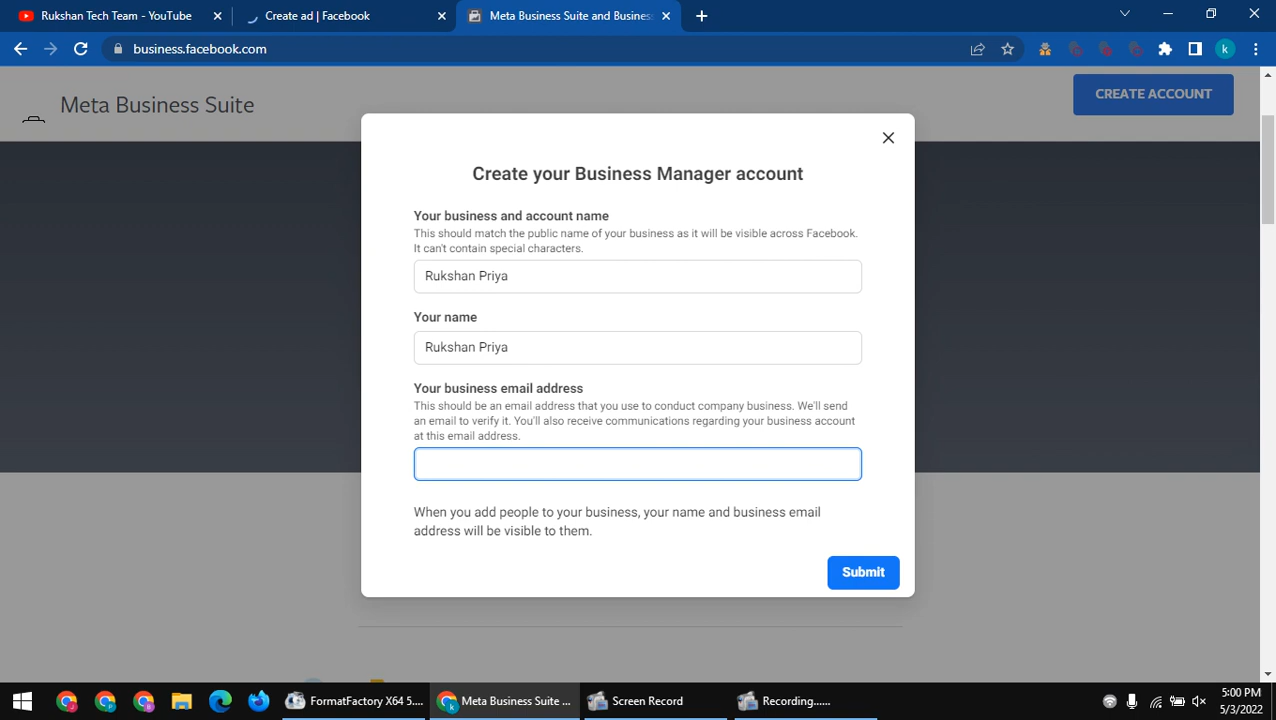 Rukshan Tech Team - YouTube
Create ad | Facebook
Meta Business Suite and Busines
business.facebook.com
k
Meta Business Suite
CREATE ACCOUNT
Create your Business Manager account
Your business and account name
This should match the public name of your business as it will be visible across Facebook.
It can't contain special characters.
Rukshan Priya
Your name
Rukshan Priya
Your business email address
This should be an email address that you use to conduct company business. We'll send
an email to verify it. You'll also receive communications regarding your business account
at this email address.
When you add people to your business, your name and business email
address will be visible to them.
Submit
FormatFactory X64 5....
Meta Business Suite ...
Screen Record
Recording......
5:00 PM
5/3/2022